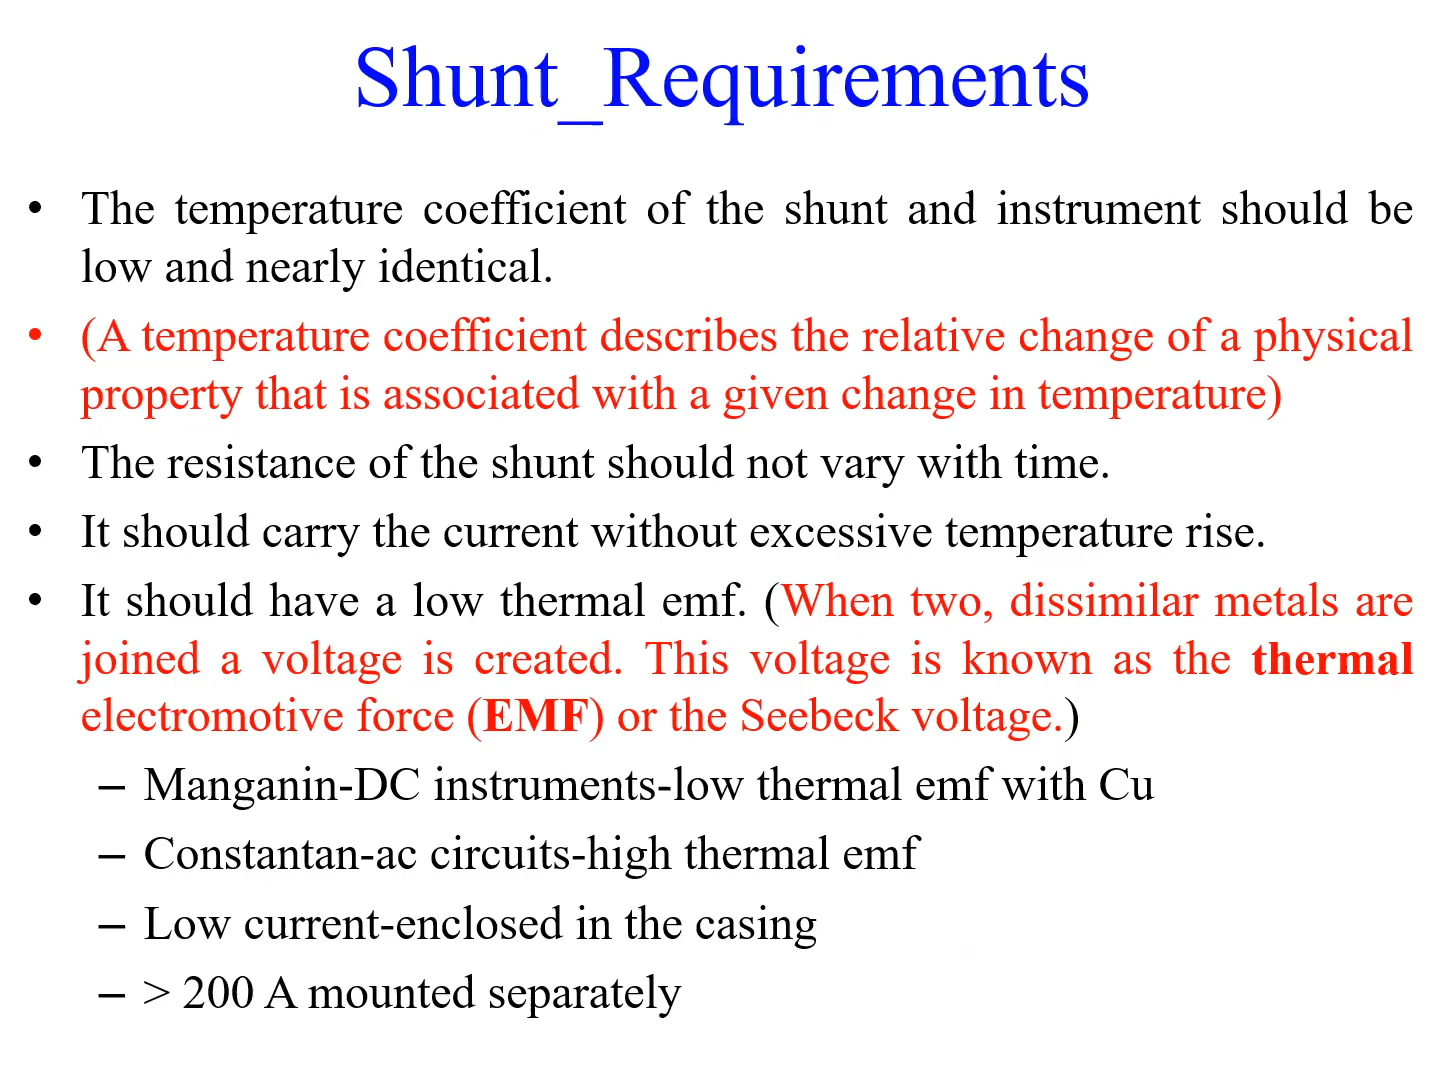 Shunt_Requirements
• The temperature coefficient of the shunt and instrument should be
low and nearly identical.
• (A temperature coefficient describes the relative change of a physical
property that is associated with a given change in temperature)
• The resistance of the shunt should not vary with time.
• It should carry the current without excessive temperature rise.
• It should have a low thermal emf. (When two, dissimilar metals are
joined a voltage is created. This voltage is known as the thermal
electromotive force (EMF) or the Seebeck voltage.)
– Manganin-DC instruments-low thermal emf with Cu
– Constantan-ac circuits-high thermal emf
– Low current-enclosed in the casing
– > 200 A mounted separately